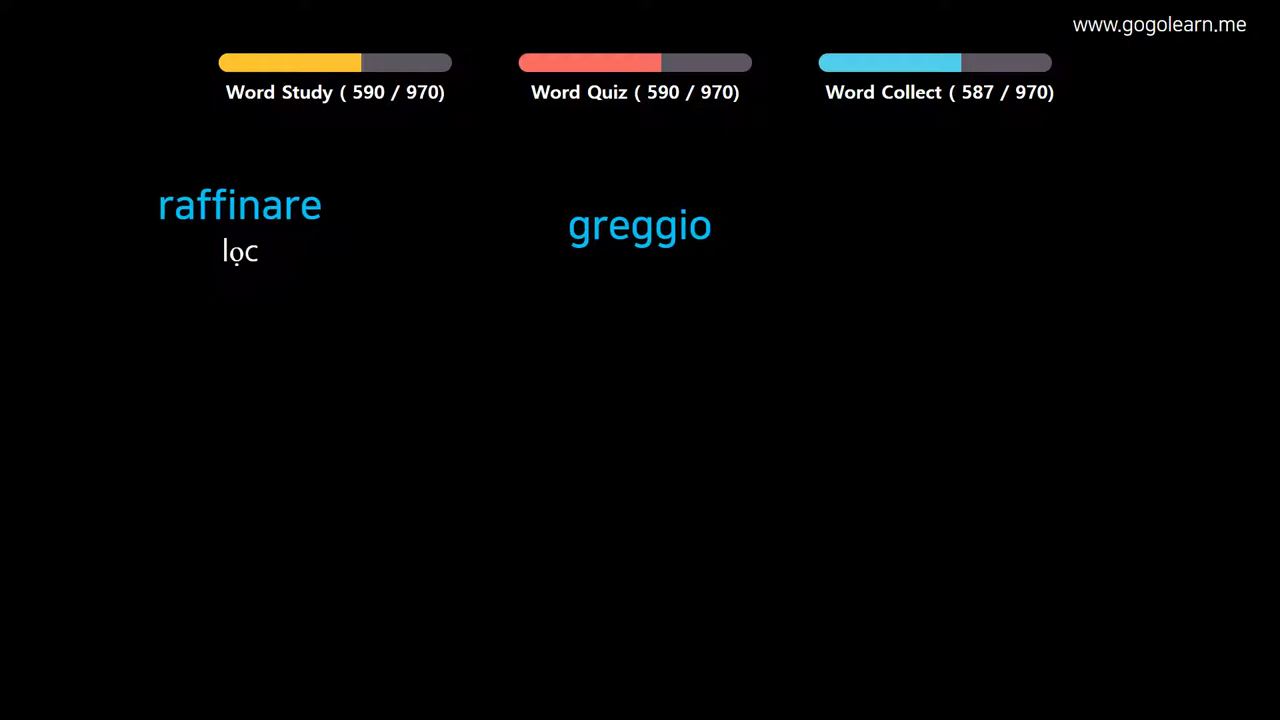 www.gogolearn.me
Word Study ( 590 / 970)
Word Quiz ( 590 / 970)
Word Collect ( 587 / 970)
raffinare
lọc
greggio